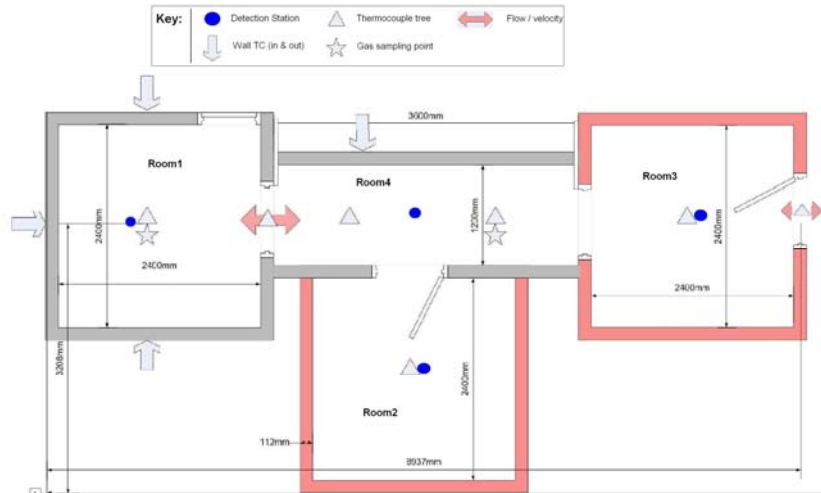 Key:
Detection Station
Thermocouple tree
Flow / velocity
Wall TC (in & out)
Gas sampling point
3600mm
Room1
Room4
Room3
2400mm
1200mm
2400mm
2400mm
2400mm
3208mm
Room2
2400mm
112mm
8937mm